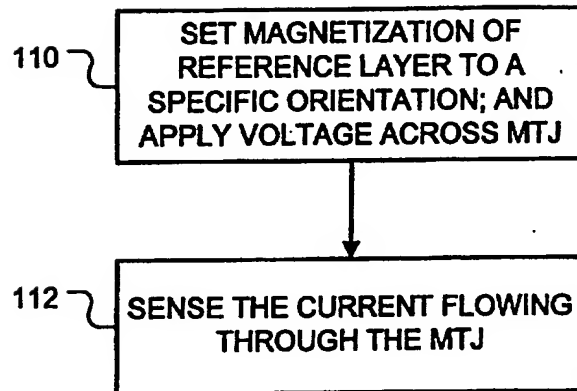 110
SET MAGNETIZATION OF
REFERENCE LAYER TO A
SPECIFIC ORIENTATION; AND
APPLY VOLTAGE ACROSS MTJ
112
SENSE THE CURRENT FLOWING
THROUGH THE MTJ